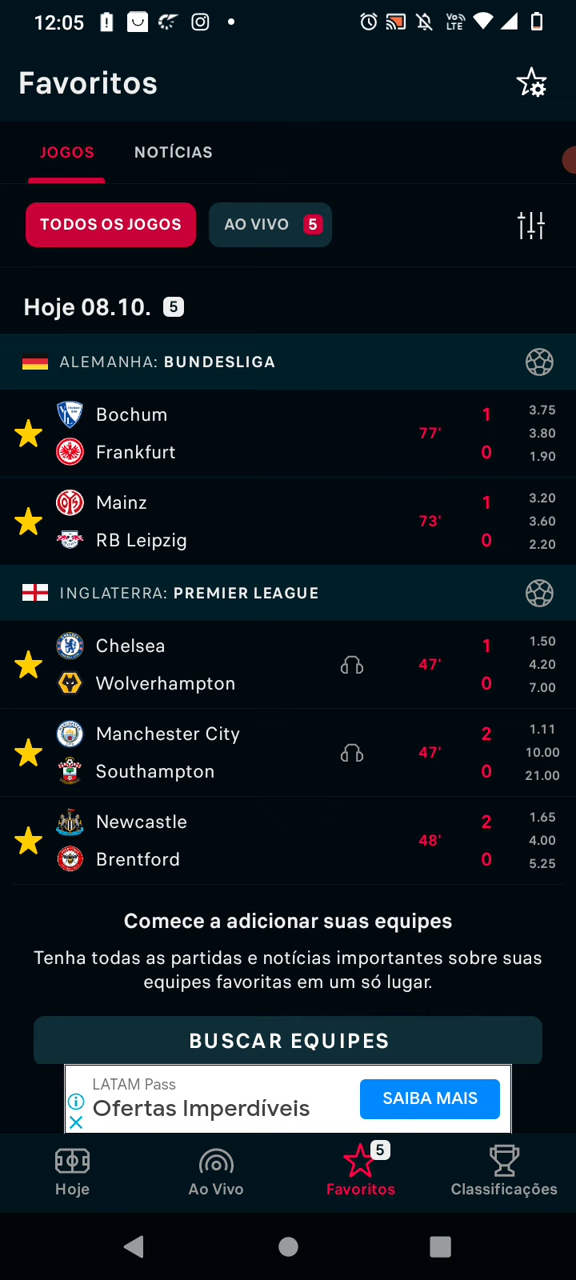 12:05
Vo) LTE
Favoritos
JOGOS NOTÍCIAS
TODOS OS JOGOS AO VIVO 5
Hoje 08.10. 5
ALEMANHA: BUNDESLIGA
Bochum 1 3.75
77' 3.80
Frankfurt 0 1.90
Mainz 1 3.20
73' 3.60
RB Leipzig 0 2.20
INGLATERRA: PREMIER LEAGUE
Chelsea 1 1.50
47' 4.20
Wolverhampton 0 7.00
Manchester City 2 1.11
47' 10.00
Southampton 0 21.00
Newcastle 2 1.65
48' 4.00
Brentford 0 5.25
Comece a adicionar suas equipes
Tenha todas as partidas e notícias importantes sobre suas
equipes favoritas em um só lugar.
BUSCAR EQUIPES
LATAM Pass
Ofertas Imperdíveis
SAIBA MAIS
5
Hoje Ao Vivo Favoritos Classificações